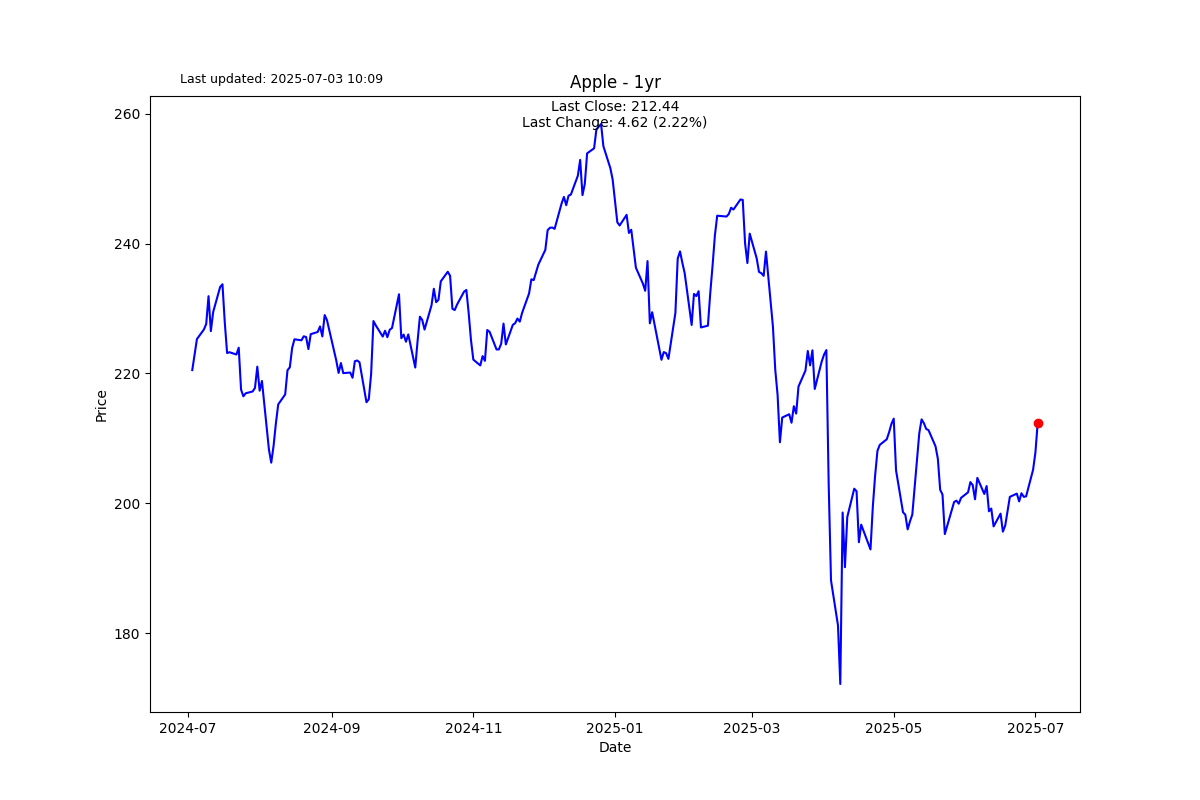 Last updated: 2025-07-03 10:09
Apple - 1yr
Last Close: 212.44
Last Change: 4.62 (2.22%)
260
240
220
200
180
Price
2024-07
2024-09
2024-11
2025-01
2025-03
2025-05
2025-07
Date